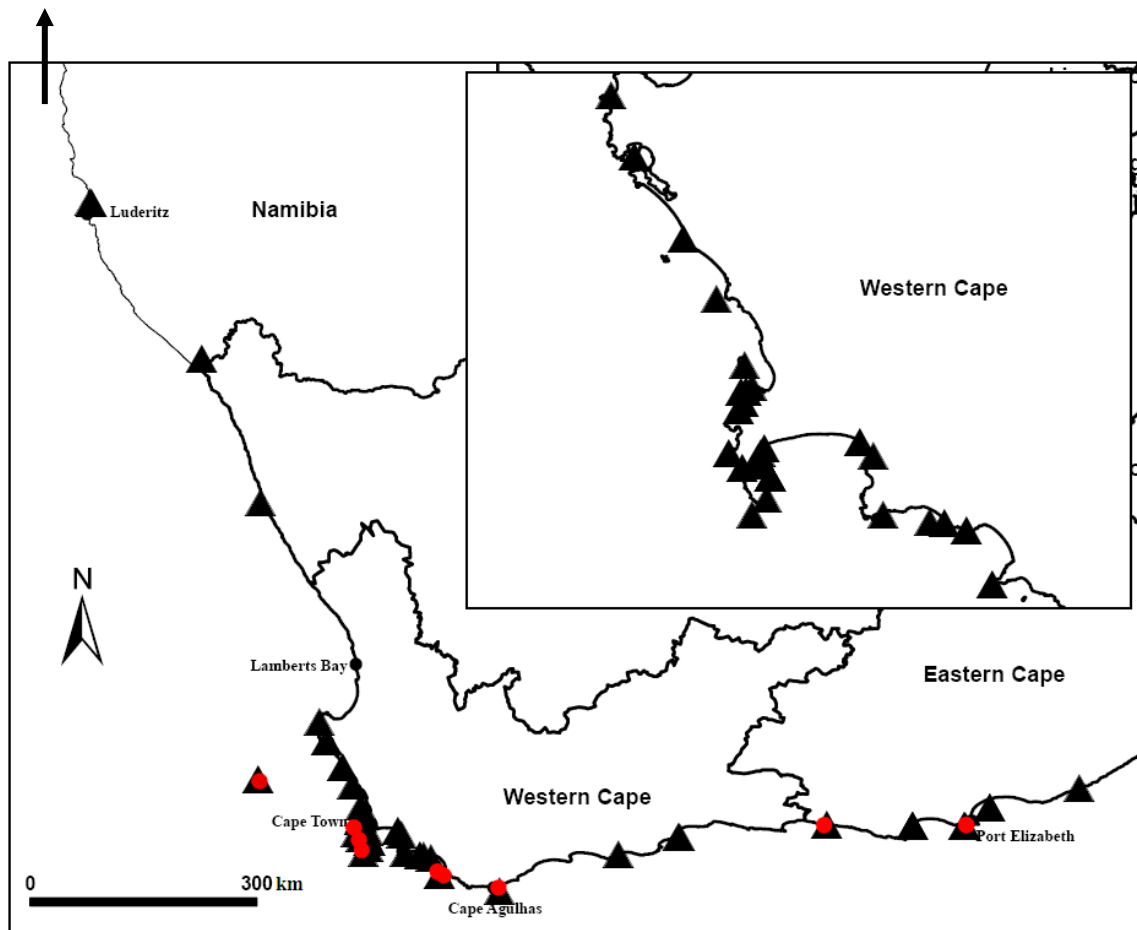 Luderitz
Namibia
Western Cape
N
Lamberts Bay
Eastern Cape
Western Cape
Cape Town
Port Elizabeth
0
300 km
Cape Agulhas